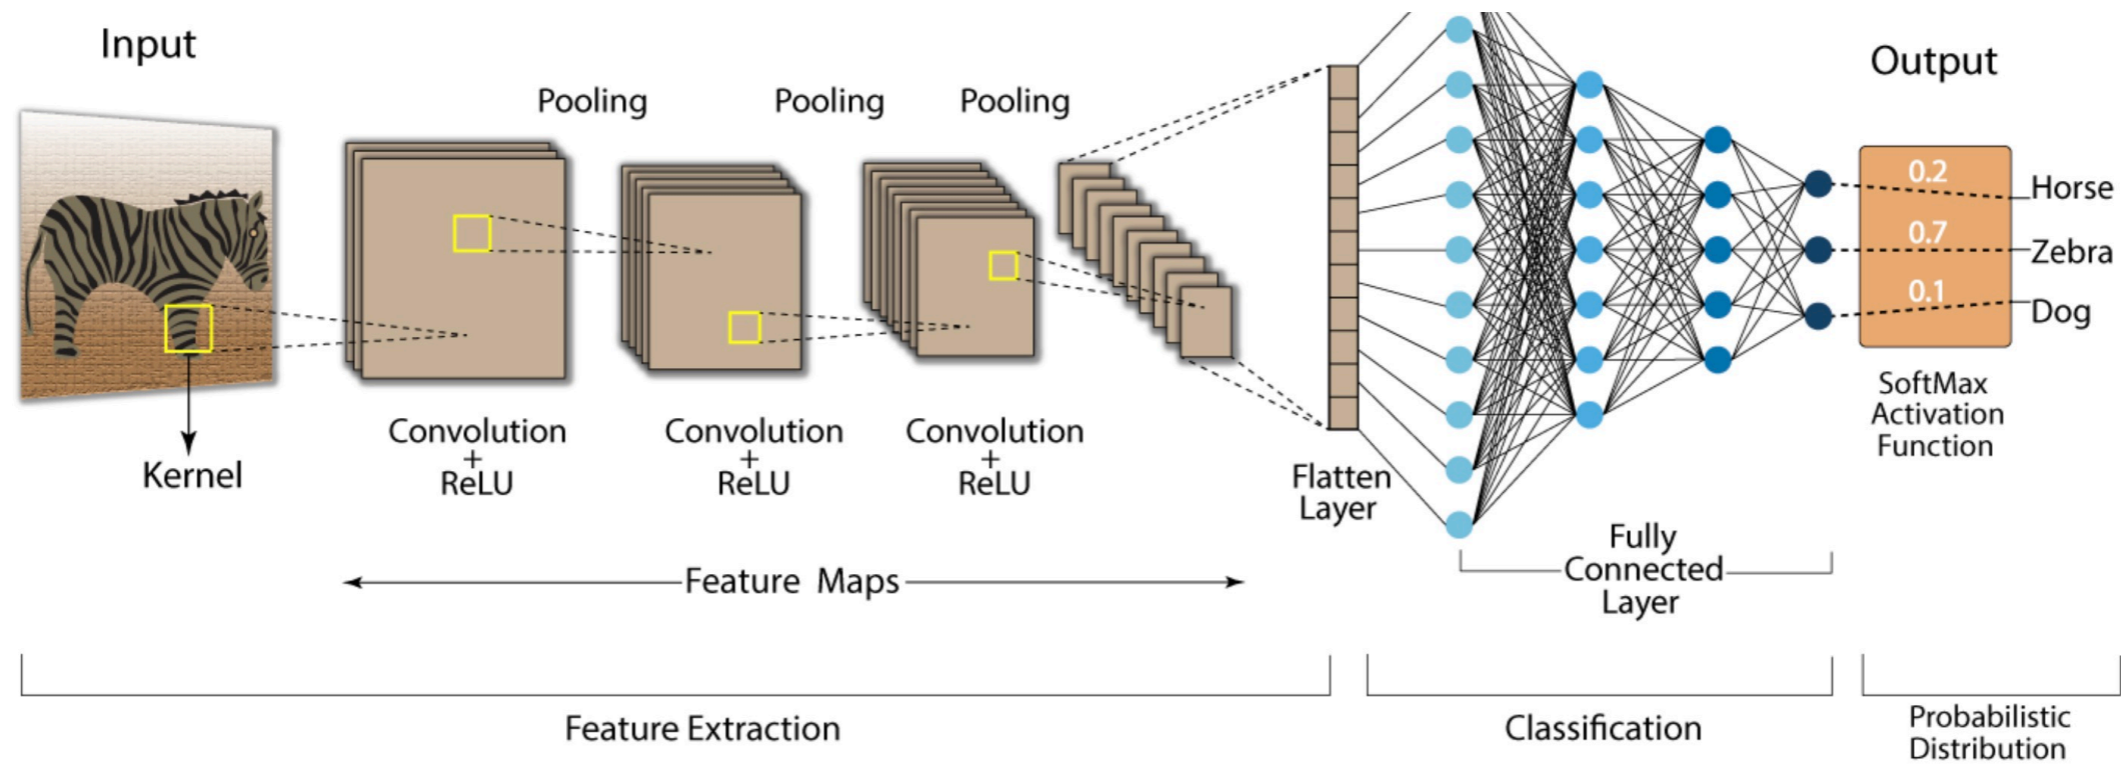 Input
Output
Pooling
Pooling
Pooling
0.2
Horse
0.7
Zebra
0.1
Dog
Kernel
Convolution
+
ReLU
Convolution
+
ReLU
Convolution
+
ReLU
Flatten
Layer
SoftMax
Activation
Function
Fully
Connected
Layer
Feature Maps
Feature Extraction
Classification
Probabilistic
Distribution